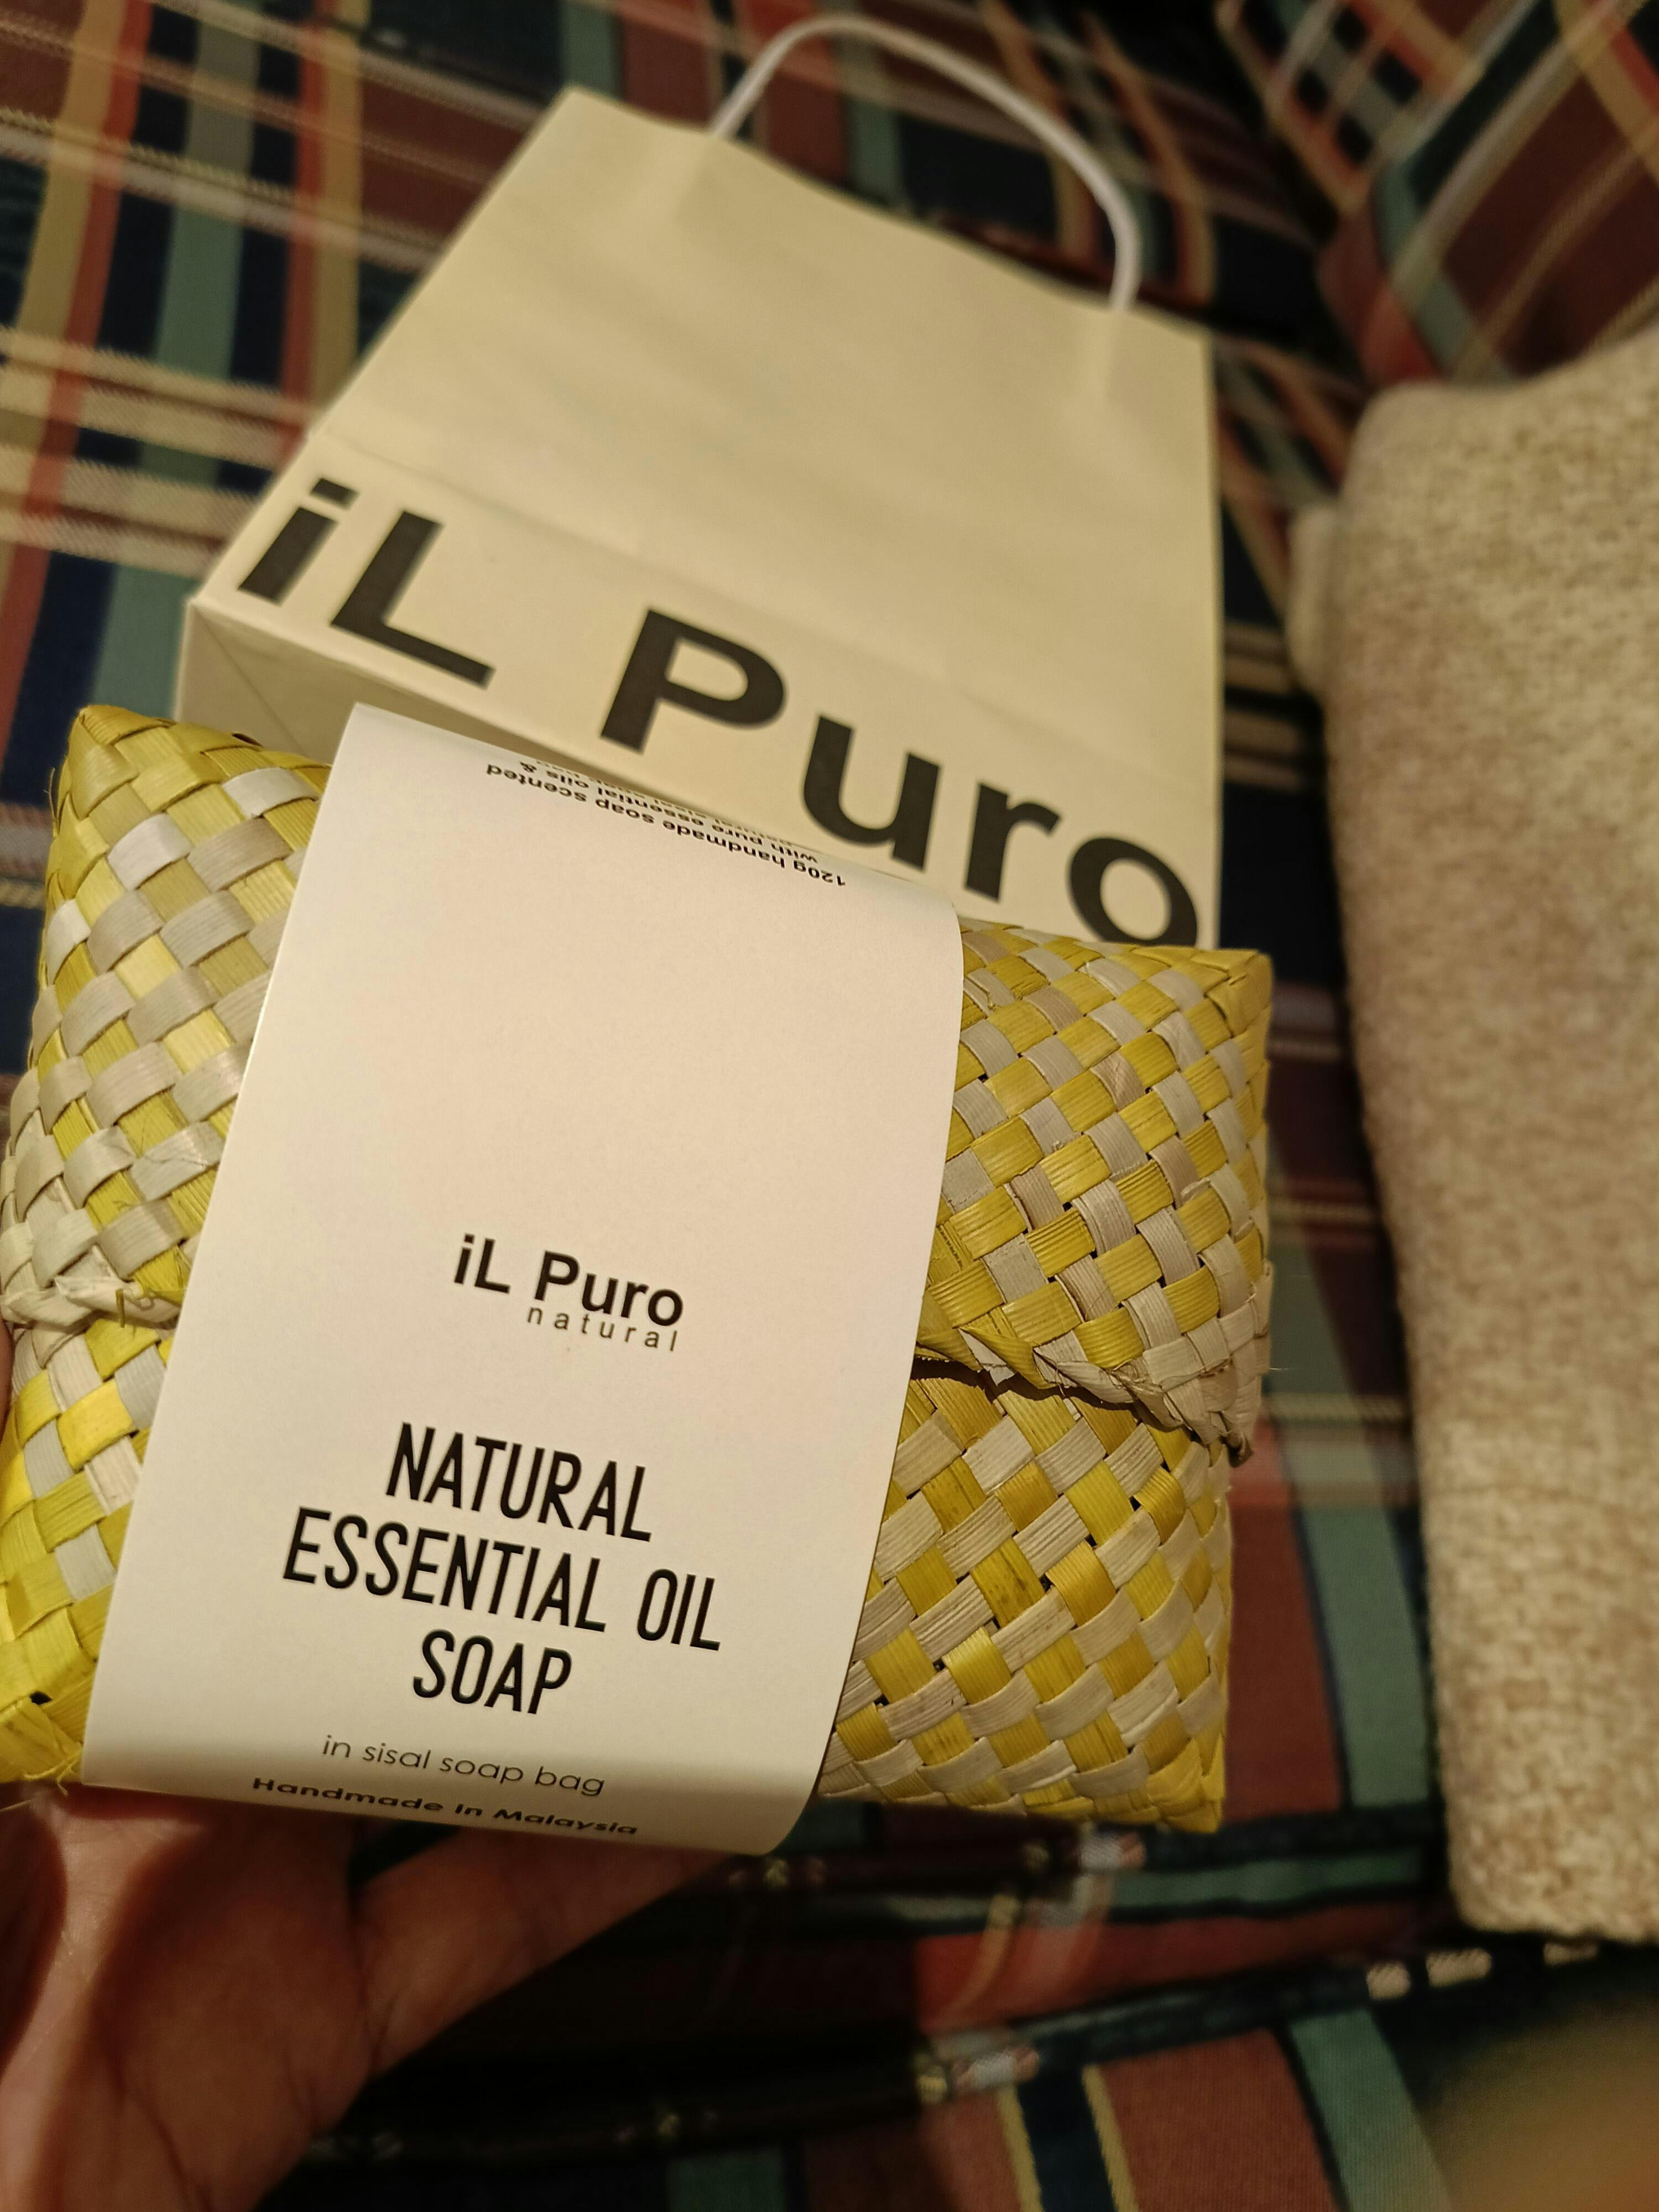 iL Puro
120g handmade soap scented
with pure essential oils &
iL Puro
natural
NATURAL
ESSENTIAL OIL
SOAP
in sisal soap bag
Handmade in Malaysia